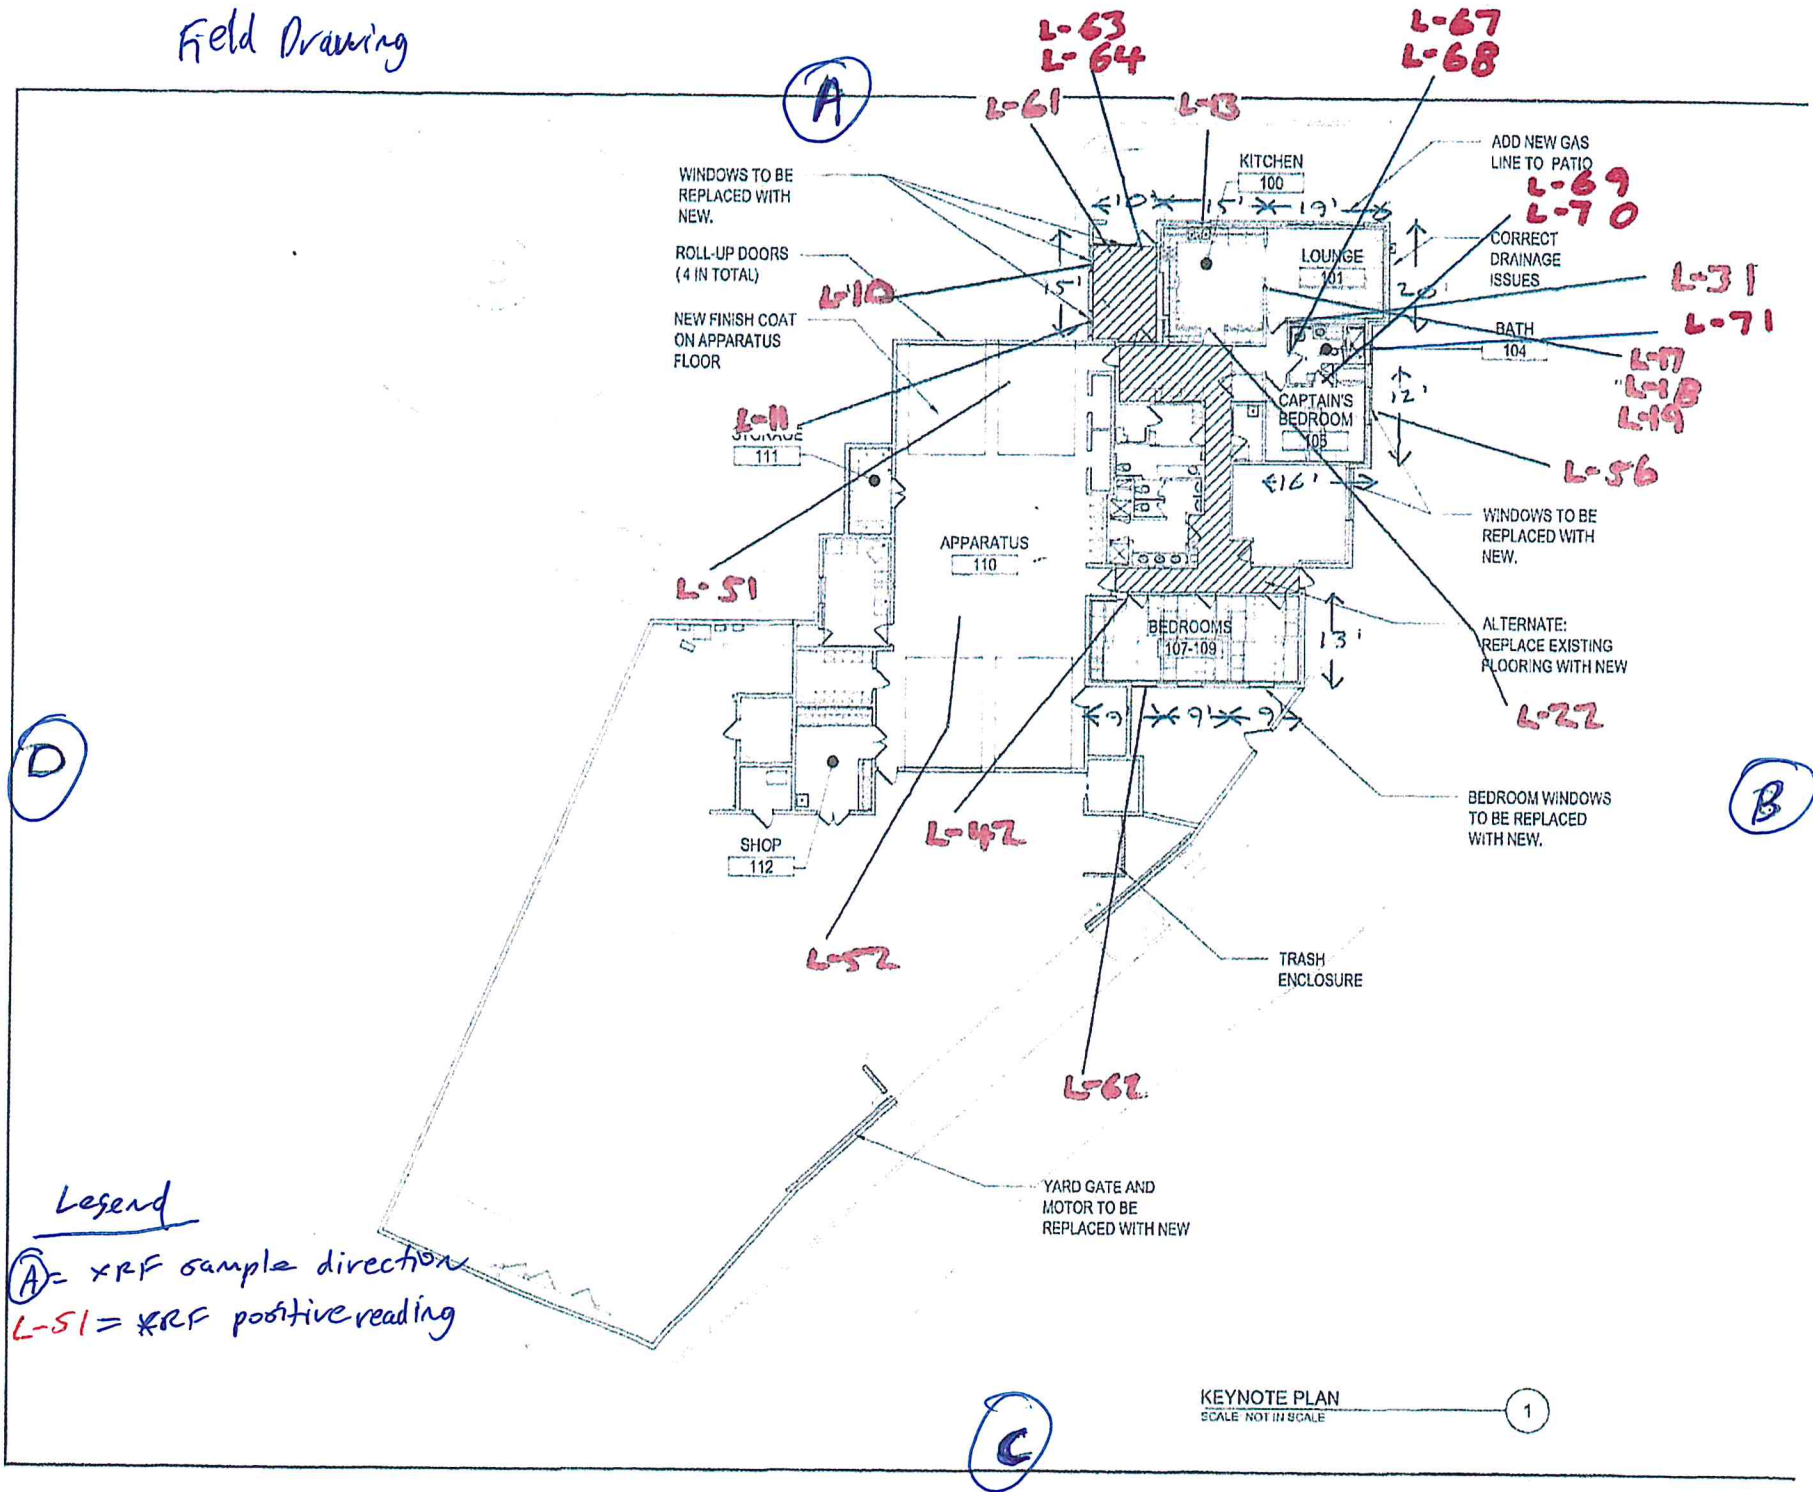 Field Drawing
A
L-63
L-64
L-67
L-68
L-61
L-13
KITCHEN
100
ADD NEW GAS
LINE TO PATIO
L-69
L-70
WINDOWS TO BE
REPLACED WITH
NEW.
10'
15'
19'
ROLL-UP DOORS
(4 IN TOTAL)
L-10
15'
LOUNGE
101
CORRECT
DRAINAGE
ISSUES
20'
L-31
L-71
NEW FINISH COAT
ON APPARATUS
FLOOR
BATH
104
L-17
L-18
L-19
L-11
STORAGE
111
CAPTAIN'S
BEDROOM
105
12'
L-56
16'
WINDOWS TO BE
REPLACED WITH
NEW.
APPARATUS
110
L-51
BEDROOMS
107-109
13'
ALTERNATE:
REPLACE EXISTING
FLOORING WITH NEW
L-22
9'
9'
9'
D
B
BEDROOM WINDOWS
TO BE REPLACED
WITH NEW.
SHOP
112
L-42
L-52
TRASH
ENCLOSURE
L-62
YARD GATE AND
MOTOR TO BE
REPLACED WITH NEW
Legend
A = XRF sample direction
L-51 = XRF positive reading
KEYNOTE PLAN
SCALE: NOT IN SCALE
1
C